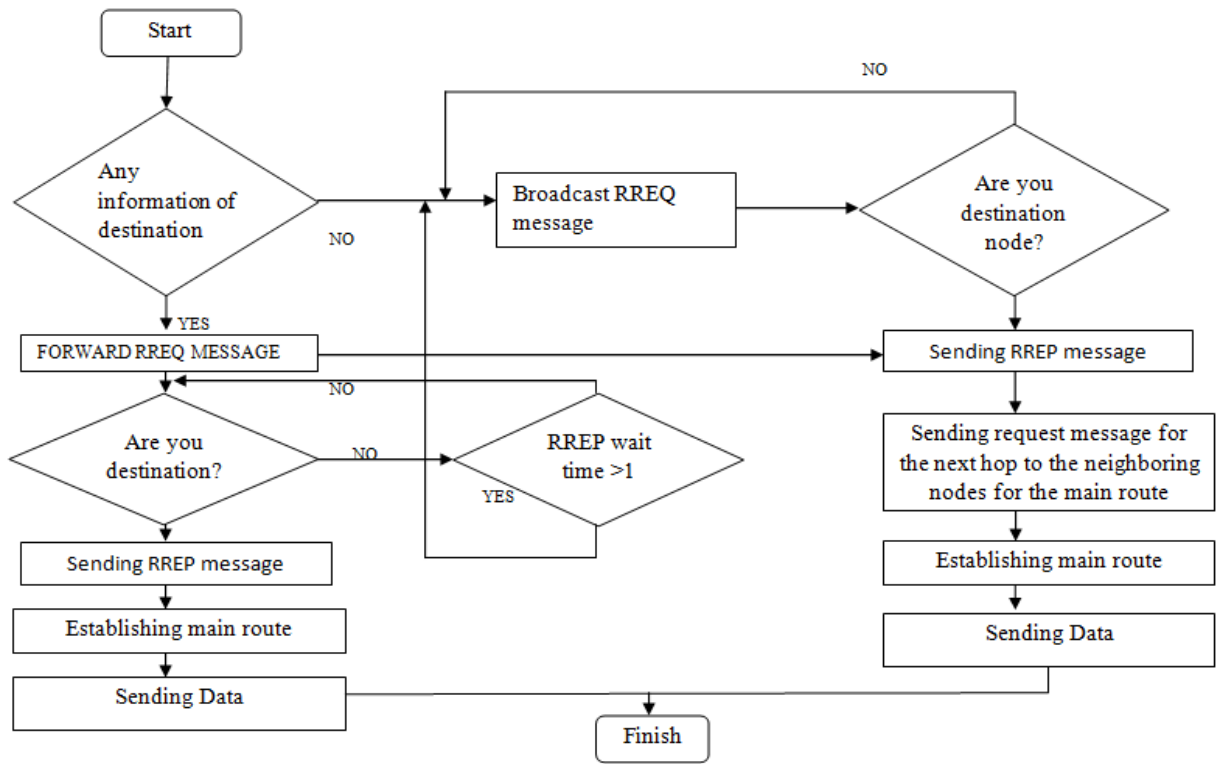 Start
NO
Any
information of
destination
NO
Broadcast RREQ
message
Are you
destination
node?
YES
FORWARD RREQ MESSAGE
Sending RREP message
NO
Are you
destination?
NO
RREP wait
time >1
YES
Sending request message for
the next hop to the neighboring
nodes for the main route
Sending RREP message
Establishing main route
Establishing main route
Sending Data
Sending Data
Finish